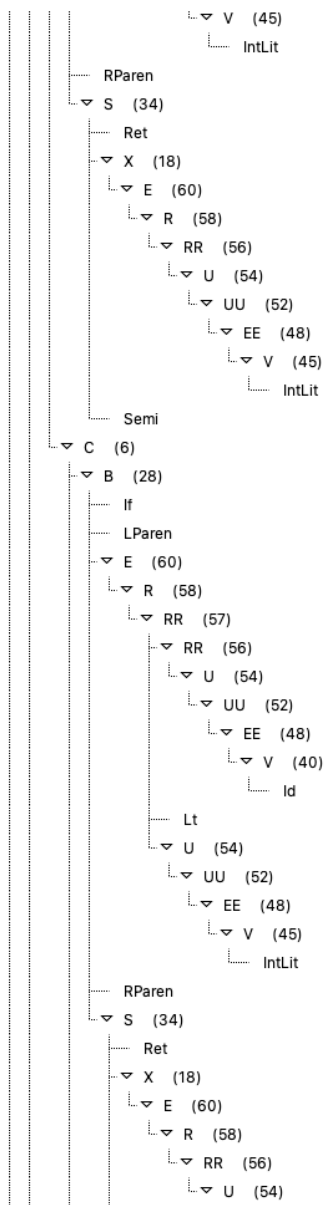 V (45)
IntLit
RParen
S (34)
Ret
X (18)
E (60)
R (58)
RR (56)
U (54)
UU (52)
EE (48)
V (45)
IntLit
Semi
C (6)
B (28)
If
LParen
E (60)
R (58)
RR (57)
RR (56)
U (54)
UU (52)
EE (48)
V (40)
Id
Lt
U (54)
UU (52)
EE (48)
V (45)
IntLit
RParen
S (34)
Ret
X (18)
E (60)
R (58)
RR (56)
U (54)